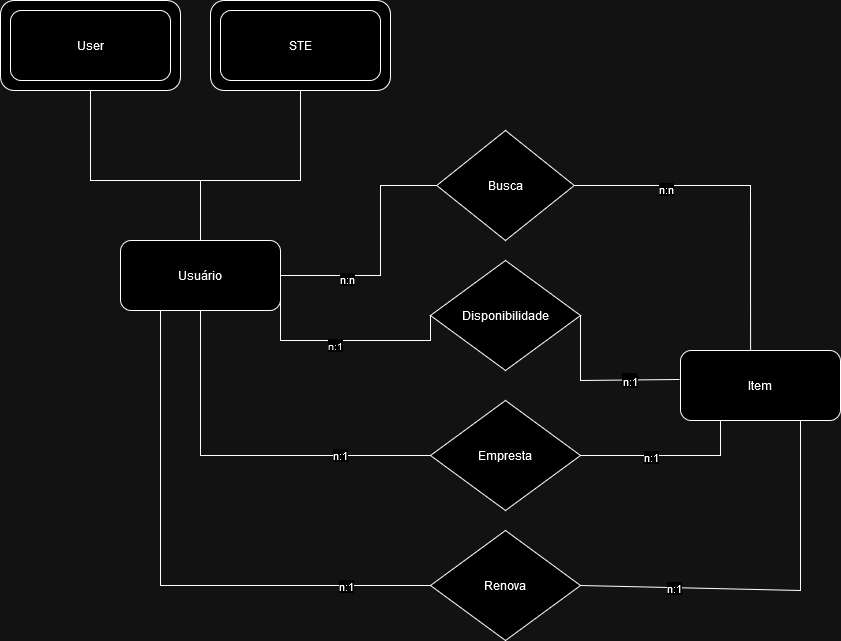 User
STE
Busca
n:n
Usuário
n:n
Disponibilidade
n:1
n:1
Item
Empresta
n:1
n:1
Renova
n:1
n:1